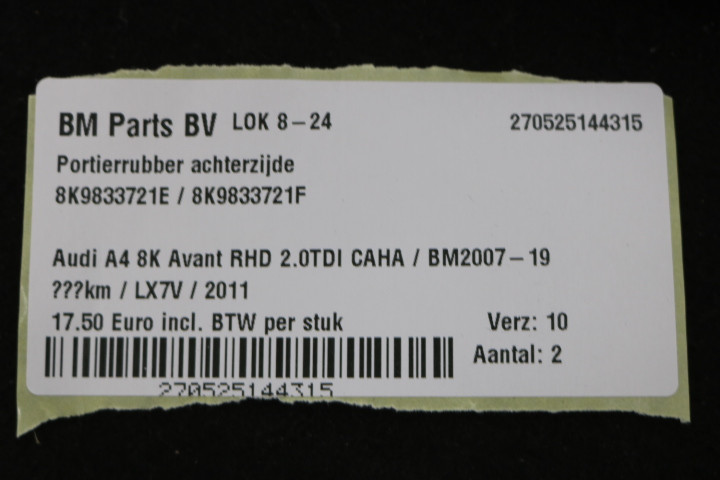 BM Parts BV LOK 8-24 270525144315
Portierrubber achterzijde
8K9833721E / 8K9833721F
Audi A4 8K Avant RHD 2.0TDI CAHA / BM2007-19
???km / LX7V / 2011
17.50 Euro incl. BTW per stuk Verz: 10
Aantal: 2
270525144315